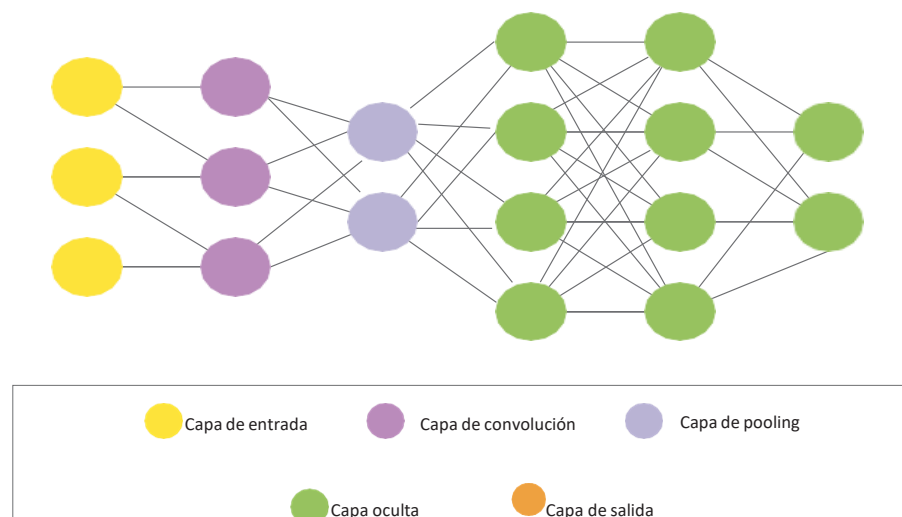 Capa de entrada
Capa de convolución
Capa de pooling
Capa oculta
Capa de salida